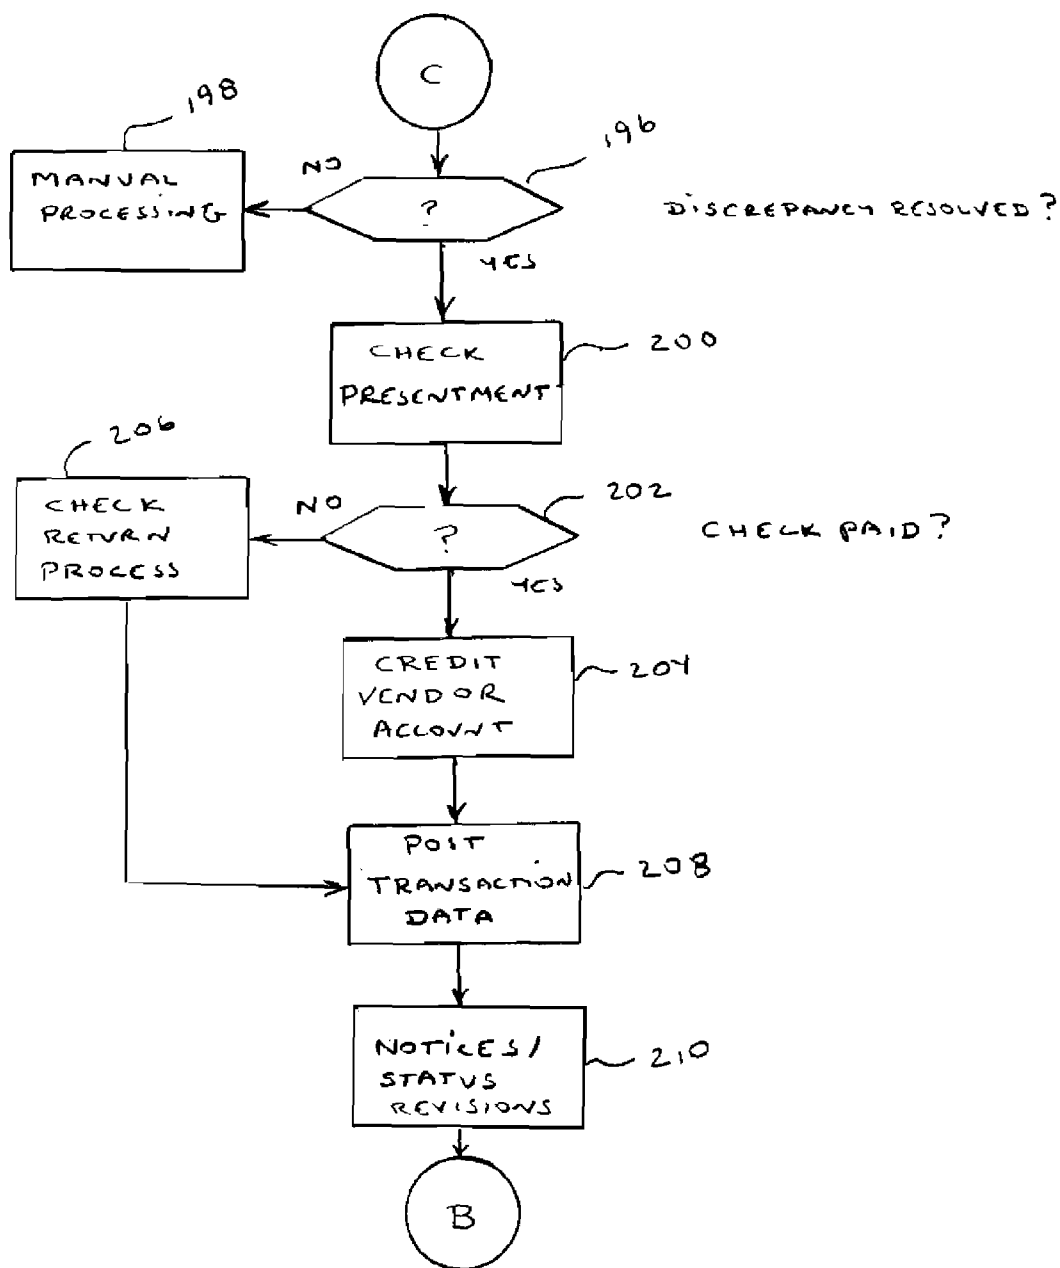 C
198
196
NO
MANUAL
PROCESSING
?
DISCREPANCY RESOLVED?
YES
200
CHECK
PRESENTMENT
206
202
NO
CHECK
RETURN
PROCESS
?
CHECK PAID?
YES
204
CREDIT
VENDOR
ACCOUNT
POST
TRANSACTION
DATA
208
NOTICES/
STATUS
REVISIONS
210
B